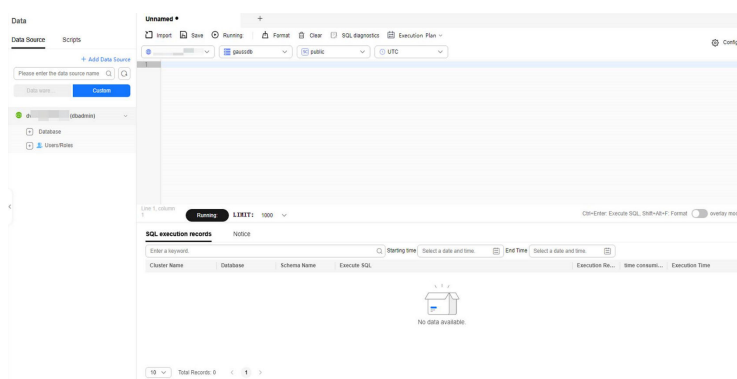 Data
Data Source Scripts
+ Add Data Source
Please enter the data source name
Data ware...
Custom
(dbadmin)
Database
Users/Roles
Unnamed •
+
Import Save Running Format Clear SQL diagnostics Execution Plan
Config
gaussdb public UTC
1
Line 1, column
1
Running LIMIT: 1000
Ctrl+Enter: Execute SQL; Shift+Alt+F: Format overlay mod
SQL execution records Notice
Enter a keyword. Starting time Select a date and time. End Time Select a date and time.
Cluster Name Database Schema Name Execute SQL Execution Re... time consumi... Execution Time
No data available.
10 Total Records: 0 < 1 >